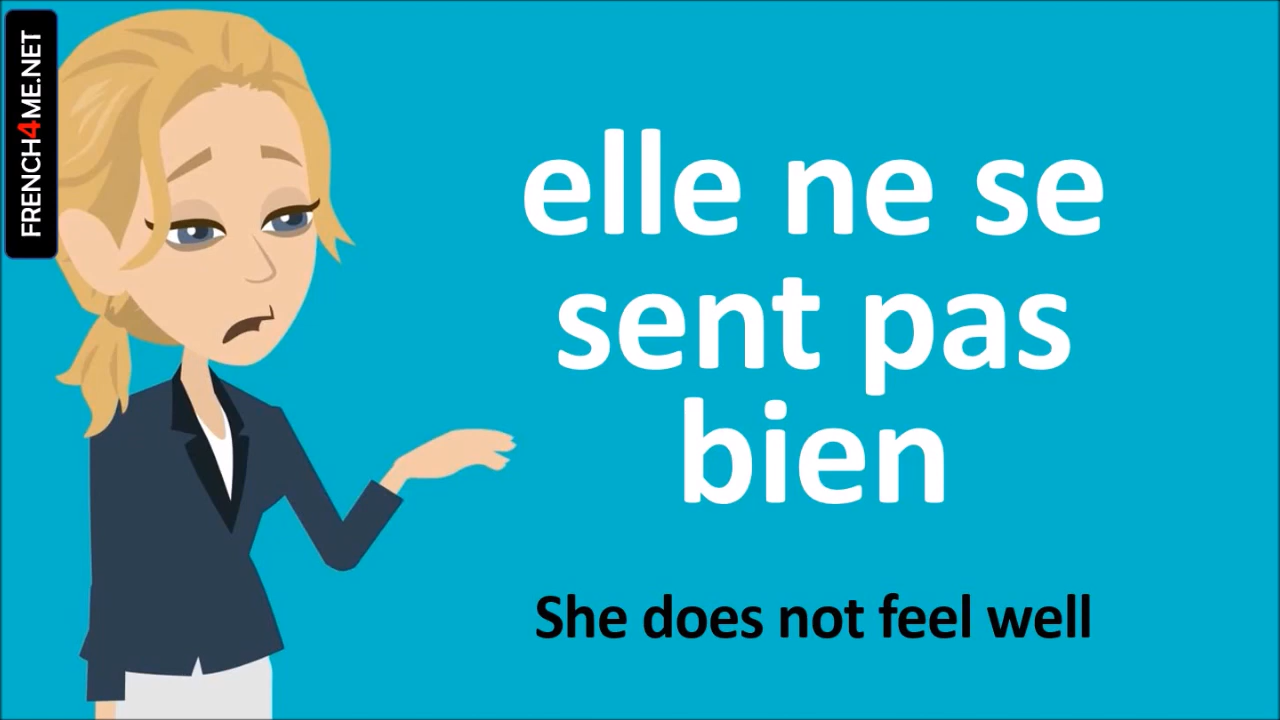 FRENCH4ME.NET
elle ne se
sent pas
bien
She does not feel well